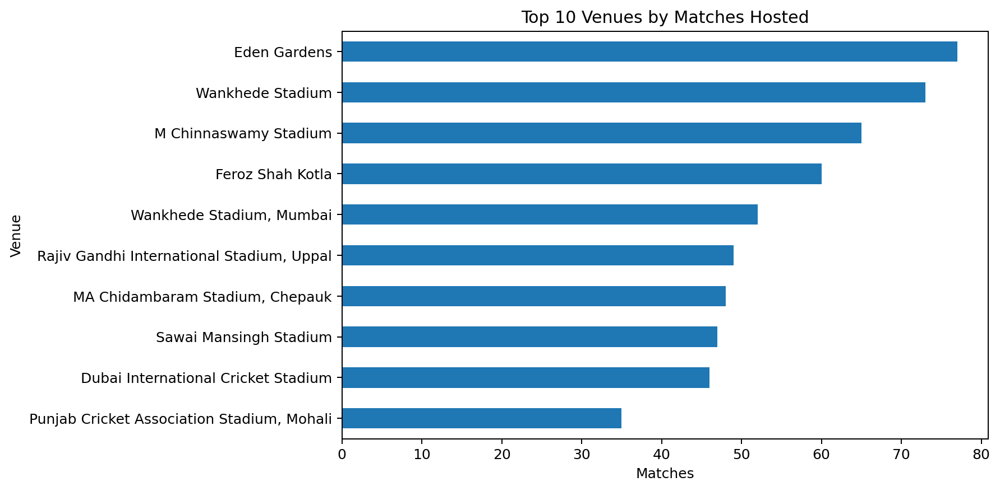 Top 10 Venues by Matches Hosted
Venue
Eden Gardens
Wankhede Stadium
M Chinnaswamy Stadium
Feroz Shah Kotla
Wankhede Stadium, Mumbai
Rajiv Gandhi International Stadium, Uppal
MA Chidambaram Stadium, Chepauk
Sawai Mansingh Stadium
Dubai International Cricket Stadium
Punjab Cricket Association Stadium, Mohali
0 10 20 30 40 50 60 70 80
Matches